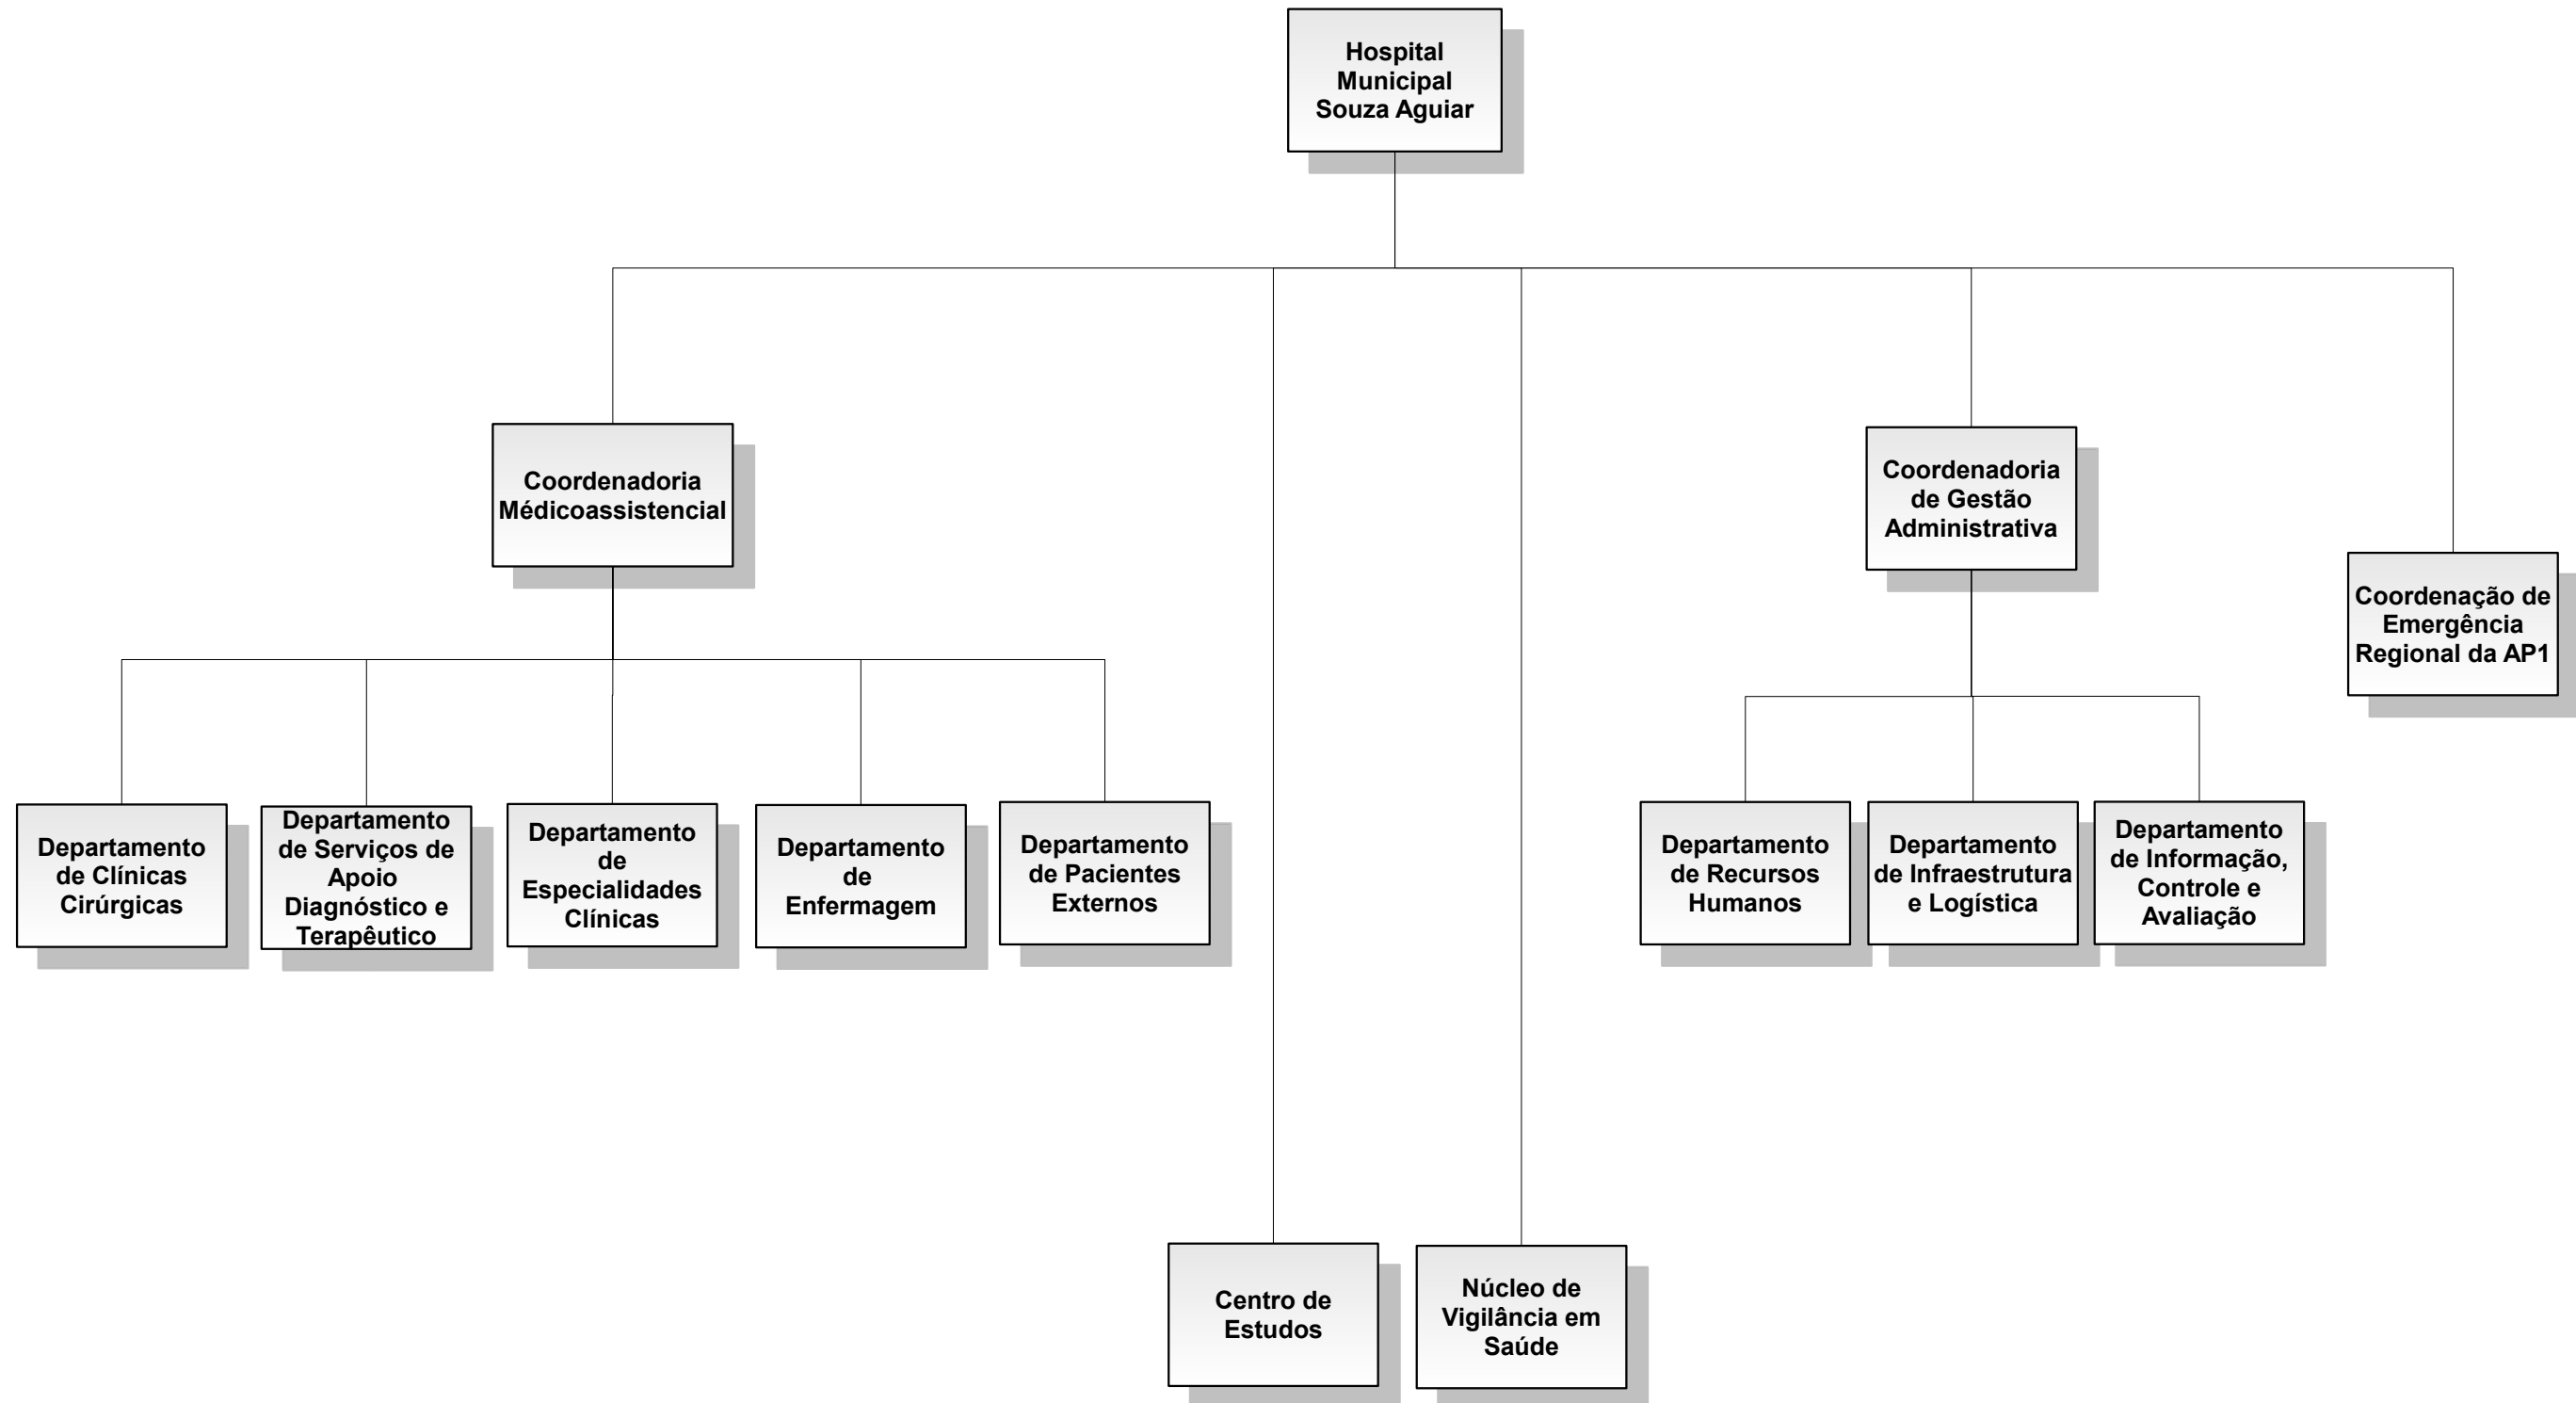 Hospital
Municipal
Souza Aguiar
Coordenadoria
Médicoassistencial
Coordenadoria
de Gestão
Administrativa
Coordenação de
Emergência
Regional da AP1
Departamento
de Clínicas
Cirúrgicas
Departamento
de Serviços de
Apoio
Diagnóstico e
Terapêutico
Departamento
de
Especialidades
Clínicas
Departamento
de
Enfermagem
Departamento
de Pacientes
Externos
Departamento
de Recursos
Humanos
Departamento
de Infraestrutura
e Logística
Departamento
de Informação,
Controle e
Avaliação
Centro de
Estudos
Núcleo de
Vigilância em
Saúde